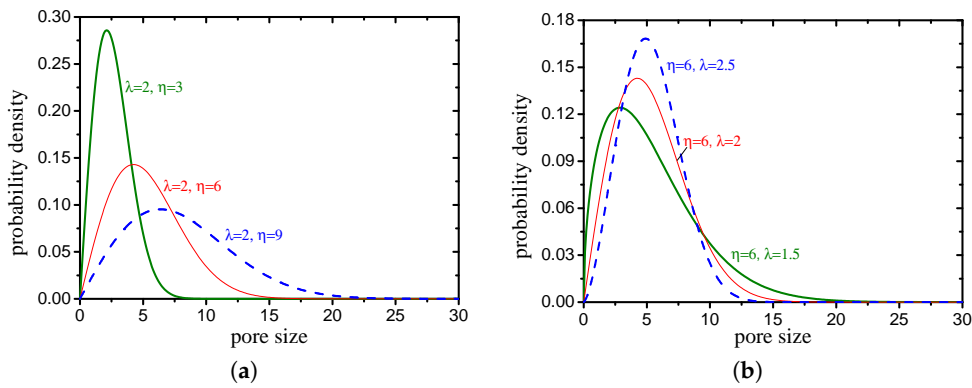 0.30
0.25
0.20
0.15
0.10
0.05
0.00
probability density
0 5 10 15 20 25 30
pore size
λ=2, η=3
λ=2, η=6
λ=2, η=9
(a)
0.18
0.15
0.12
0.09
0.06
0.03
0.00
probability density
0 5 10 15 20 25 30
pore size
η=6, λ=2.5
η=6, λ=2
η=6, λ=1.5
(b)